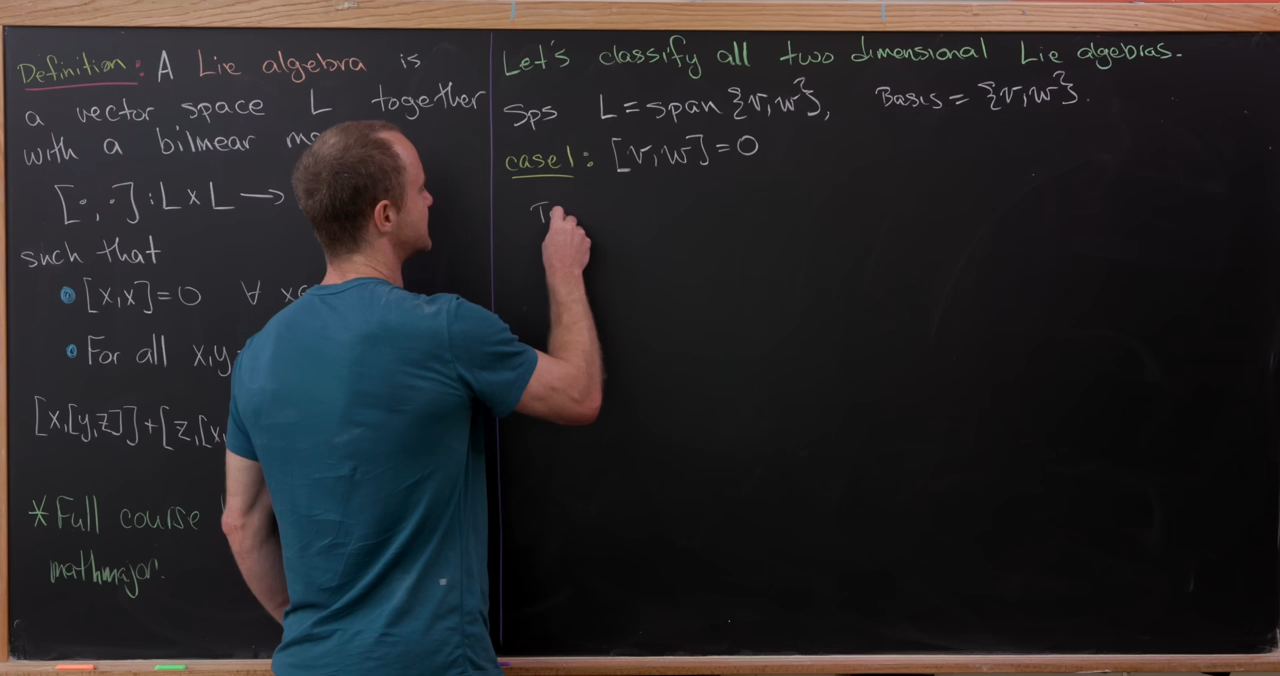 Definition: A Lie algebra is
a vector space L together
with a bilinear
[·,·]: L x L →
such that
[x,x]=0 ∀
For all x,y
[x,[y,z]]+[z,[x,
*Full course
mathmajor.
Let's classify all two dimensional Lie algebras.
Sps L = span {v,w}, Basis = {v,w}.
case 1: [v,w]=0